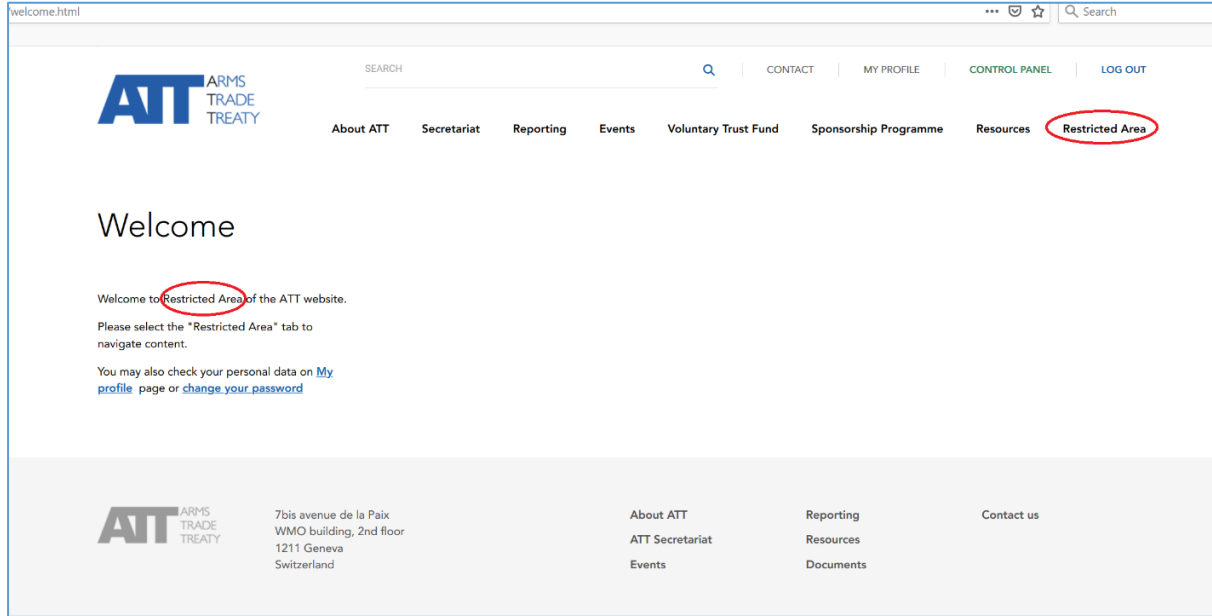 welcome.html
Search
SEARCH
CONTACT
MY PROFILE
CONTROL PANEL
LOG OUT
ATT ARMS
TRADE
TREATY
About ATT
Secretariat
Reporting
Events
Voluntary Trust Fund
Sponsorship Programme
Resources
Restricted Area
Welcome
Welcome to Restricted Area of the ATT website.
Please select the "Restricted Area" tab to
navigate content.
You may also check your personal data on My
profile page or change your password
ATT ARMS
TRADE
TREATY
7bis avenue de la Paix
WMO building, 2nd floor
1211 Geneva
Switzerland
About ATT
ATT Secretariat
Events
Reporting
Resources
Documents
Contact us